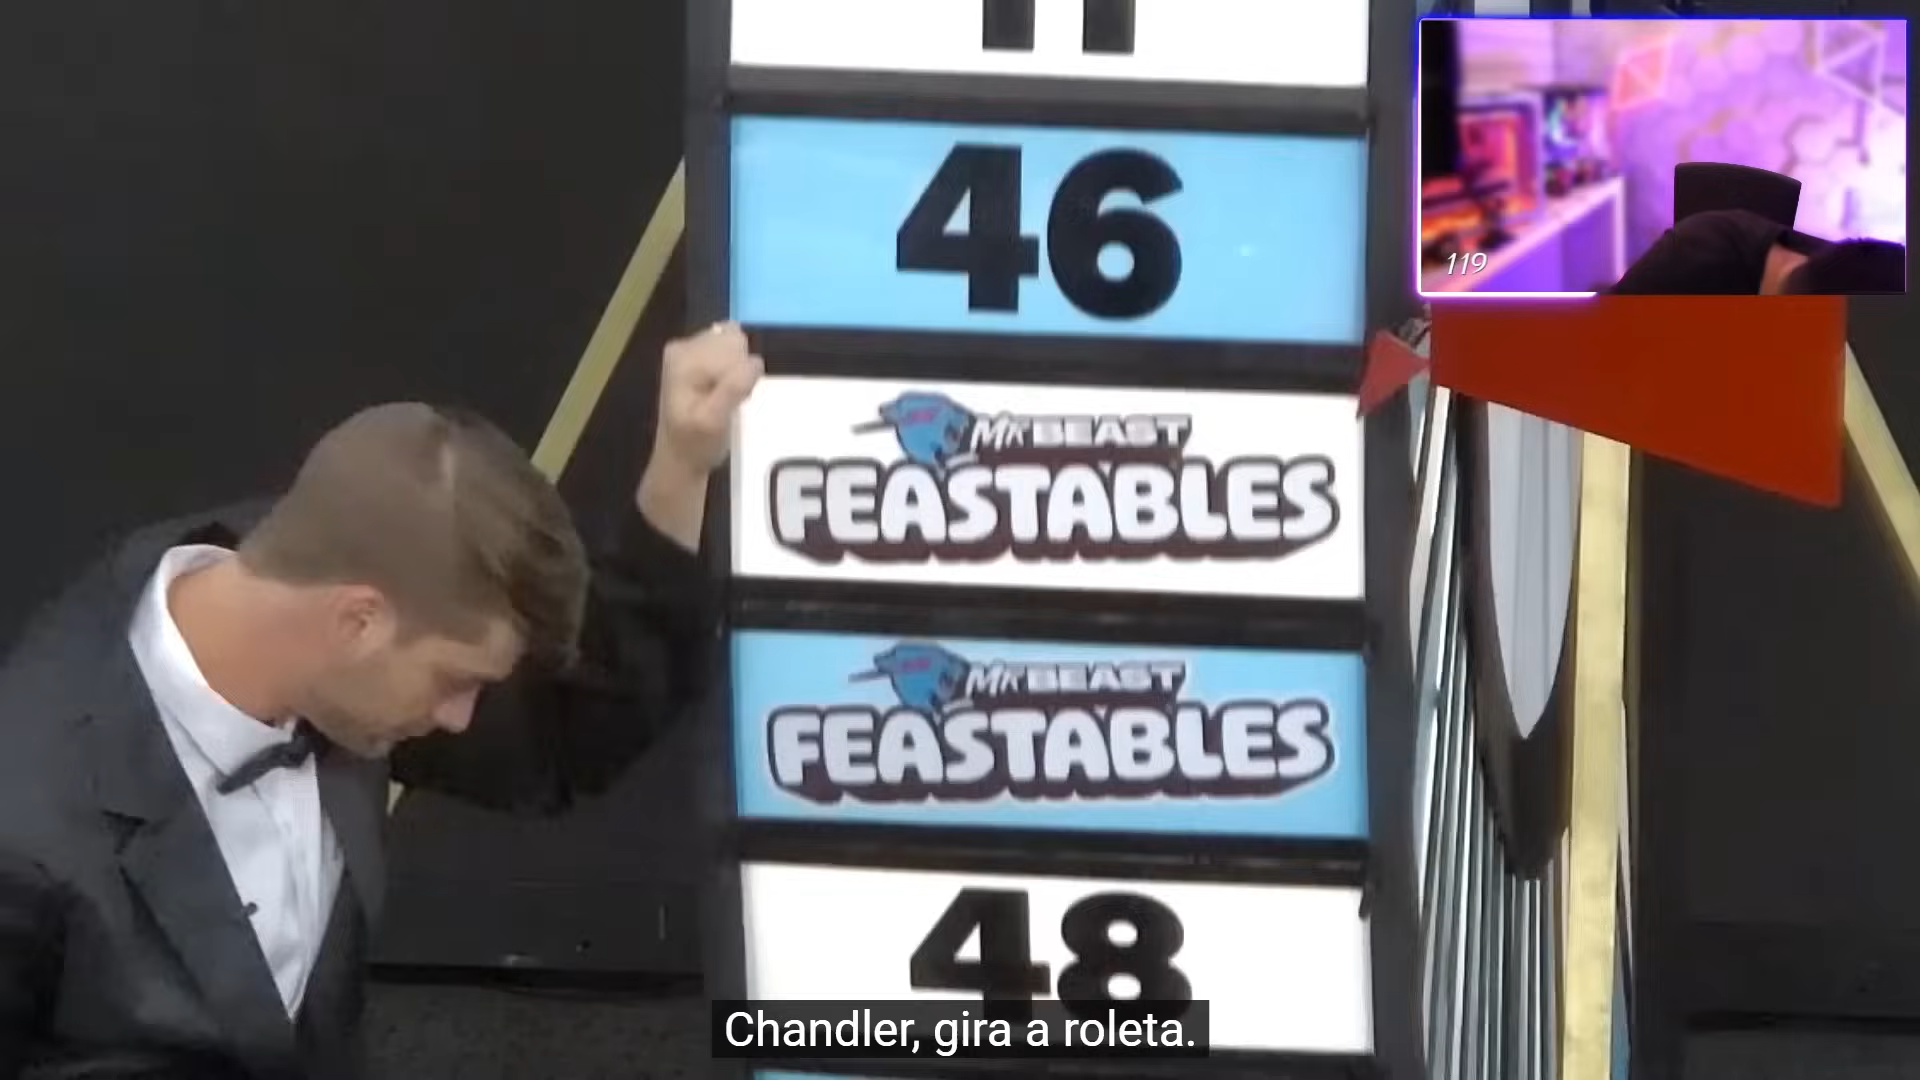 46
119
MRBEAST
FEASTABLES
MRBEAST
FEASTABLES
48
Chandler, gira a roleta.